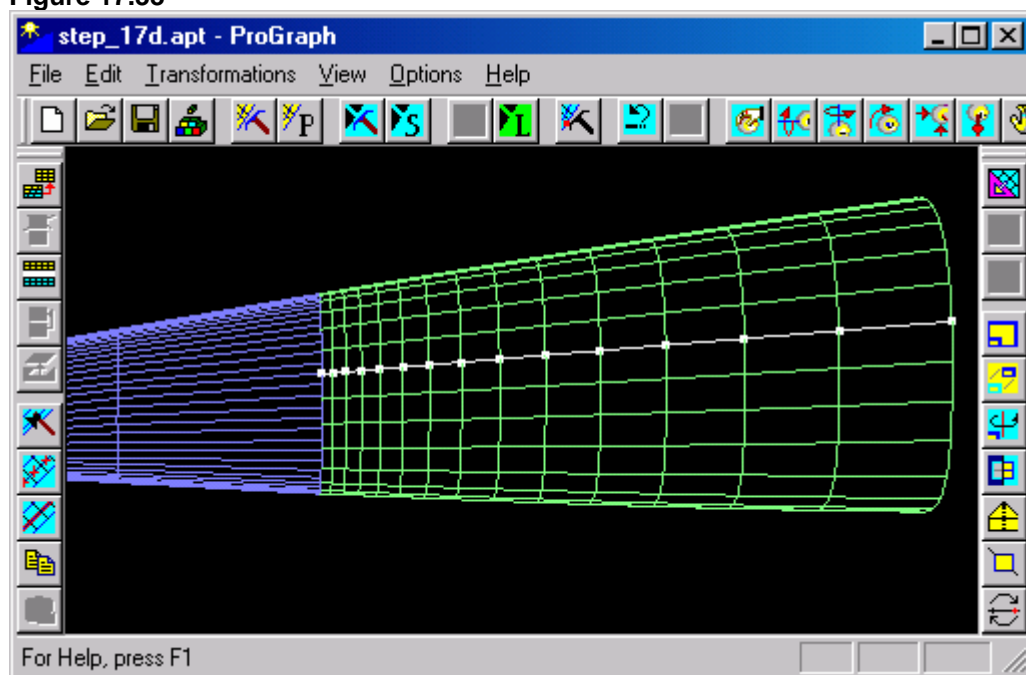 step_17d.apt - ProGraph
File Edit Transformations View Options Help
P S L
For Help, press F1